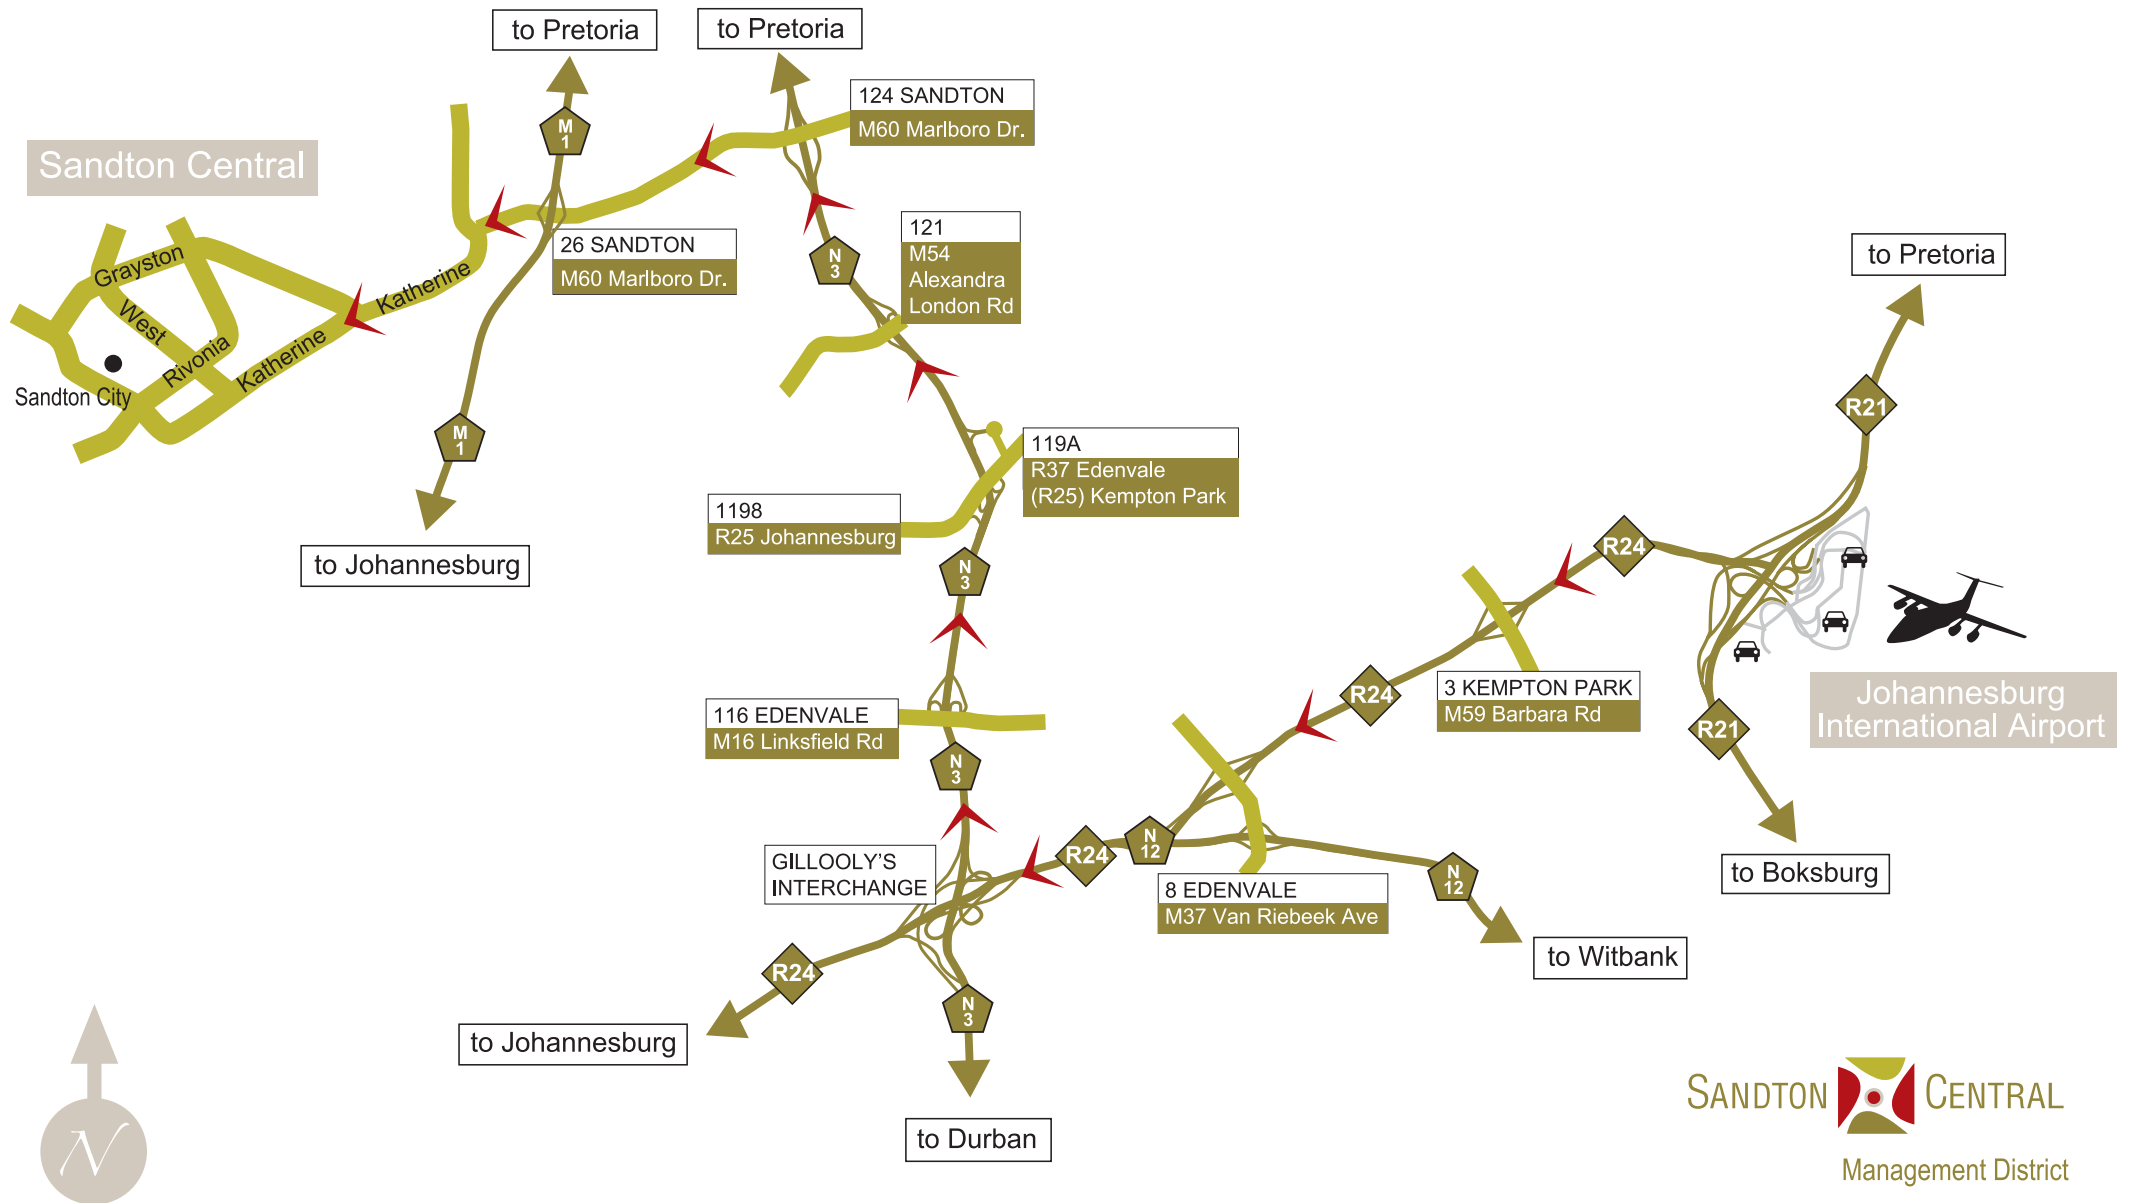 to Pretoria
to Pretoria
124 SANDTON
M60 Marlboro Dr.
M
1
Sandton Central
121
M54
Alexandra
London Rd
26 SANDTON
M60 Marlboro Dr.
N
3
to Pretoria
Grayston
Katherine
West
Rivonia
Katherine
Sandton City
R21
M
1
119A
R37 Edenvale
(R25) Kempton Park
1198
R25 Johannesburg
to Johannesburg
N
3
R24
3 KEMPTON PARK
M59 Barbara Rd
R24
Johannesburg
International Airport
R21
116 EDENVALE
M16 Linksfield Rd
N
3
GILLOOLY'S
INTERCHANGE
R24
N
12
N
12
8 EDENVALE
M37 Van Riebeek Ave
to Boksburg
to Witbank
R24
N
3
to Johannesburg
to Durban
N
SANDTON CENTRAL
Management District